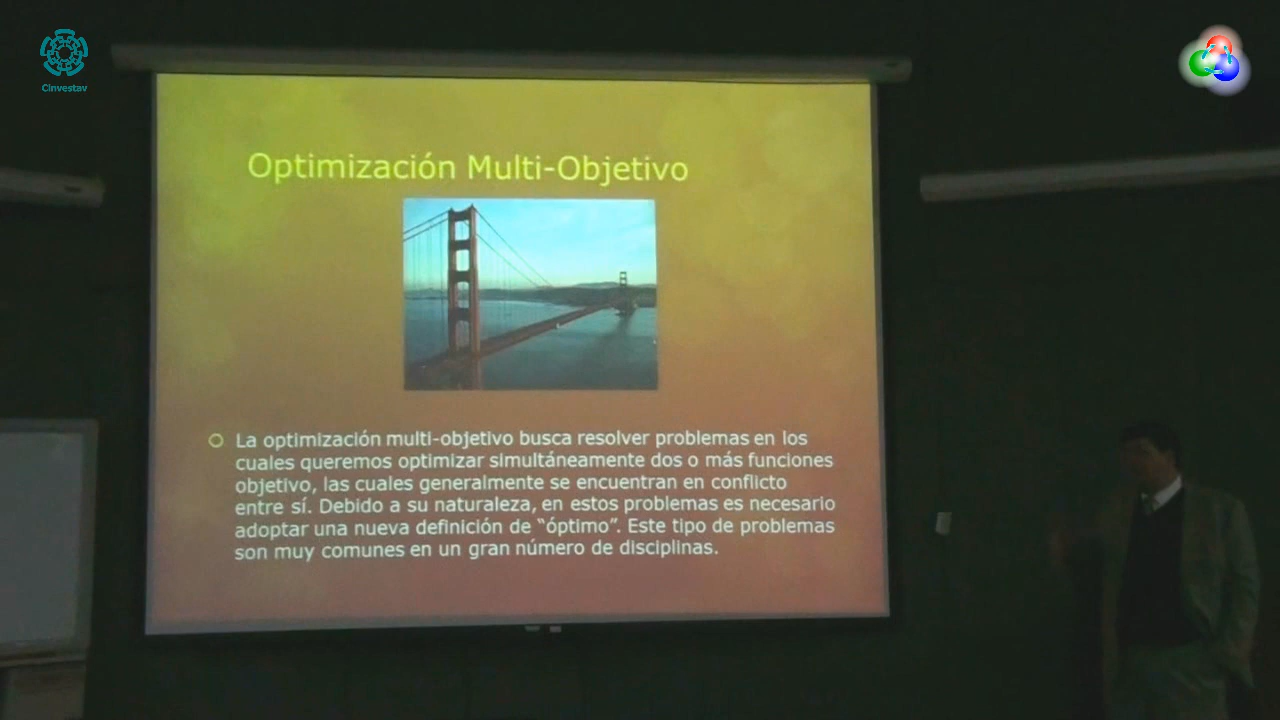 Cinvestav
Optimización Multi-Objetivo
La optimización multi-objetivo busca resolver problemas en los
cuales queremos optimizar simultáneamente dos o más funciones
objetivo, las cuales generalmente se encuentran en conflicto
entre sí. Debido a su naturaleza, en estos problemas es necesario
adoptar una nueva definición de “óptimo”. Este tipo de problemas
son muy comunes en un gran número de disciplinas.